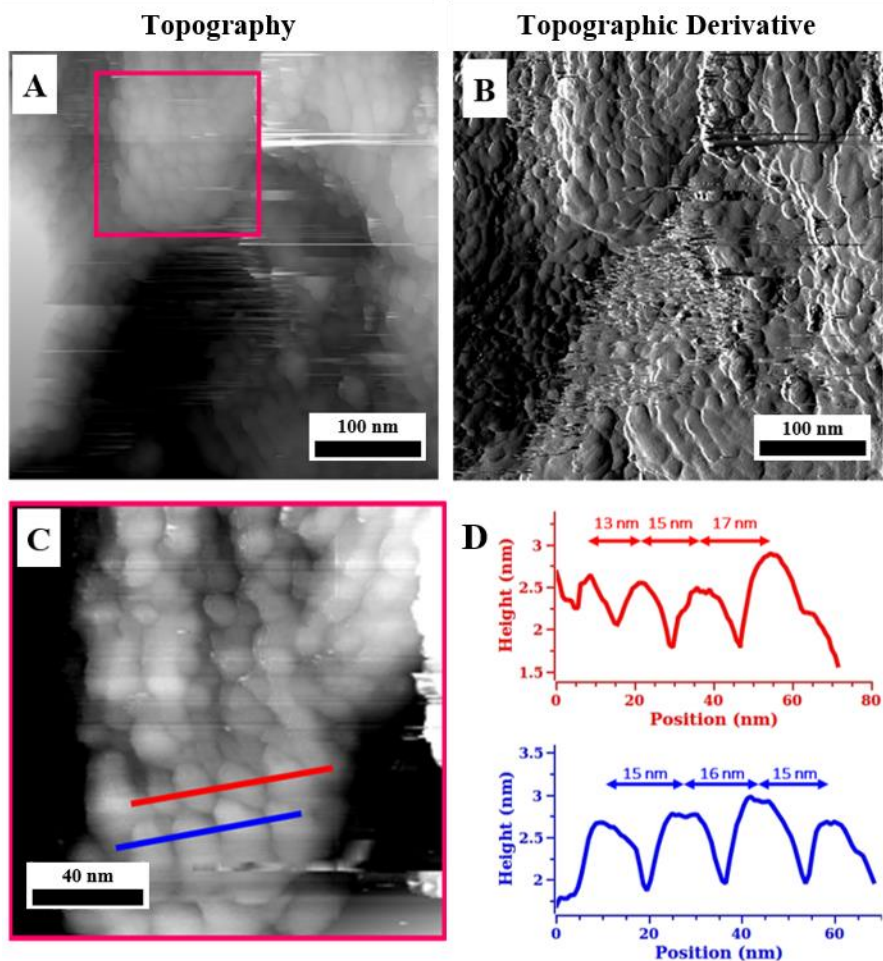 Topography
Topographic Derivative
A
B
100 nm
100 nm
C
40 nm
D
13 nm 15 nm 17 nm
Height (nm)
3
2.5
2
1.5
0 20 40 60 80
Position (nm)
15 nm 16 nm 15 nm
Height (nm)
3.5
3
2.5
2
0 20 40 60
Position (nm)